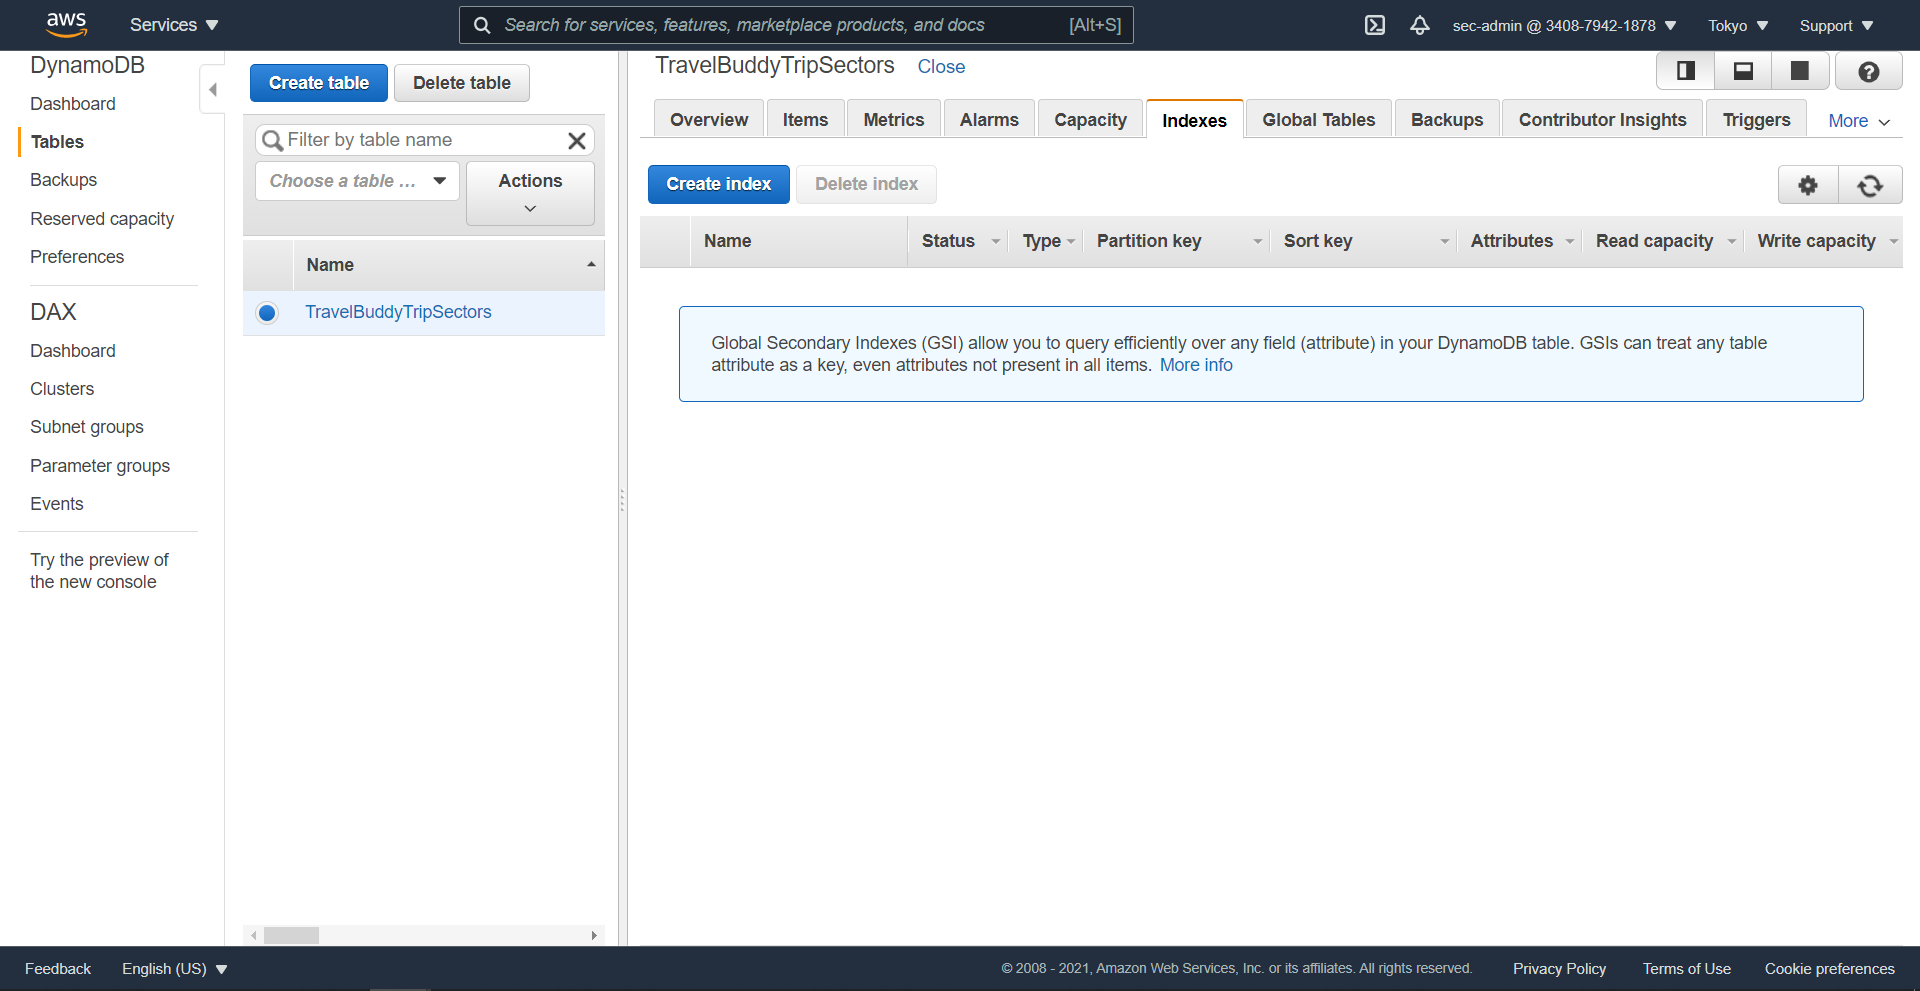 aws
Services
Search for services, features, marketplace products, and docs [Alt+S]
sec-admin @ 3408-7942-1878
Tokyo
Support
DynamoDB
Dashboard
Tables
Backups
Reserved capacity
Preferences
DAX
Dashboard
Clusters
Subnet groups
Parameter groups
Events
Try the preview of
the new console
Create table
Delete table
Filter by table name
Choose a table ...
Actions
Name
TravelBuddyTripSectors
TravelBuddyTripSectors Close
Overview
Items
Metrics
Alarms
Capacity
Indexes
Global Tables
Backups
Contributor Insights
Triggers
More
Create index
Delete index
Name
Status
Type
Partition key
Sort key
Attributes
Read capacity
Write capacity
Global Secondary Indexes (GSI) allow you to query efficiently over any field (attribute) in your DynamoDB table. GSIs can treat any table
attribute as a key, even attributes not present in all items. More info
Feedback
English (US)
© 2008 - 2021, Amazon Web Services, Inc. or its affiliates. All rights reserved.
Privacy Policy
Terms of Use
Cookie preferences